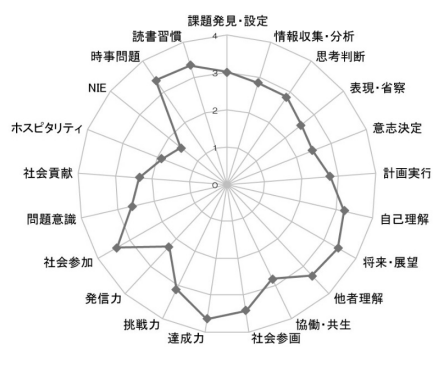 課題発見・設定
情報収集・分析
思考判断
表現・省察
意志決定
計画実行
自己理解
将来・展望
他者理解
協働・共生
社会参画
達成力
挑戦力
発信力
社会参加
問題意識
社会貢献
ホスピタリティ
NIE
時事問題
読書習慣
4
3
2
1
0